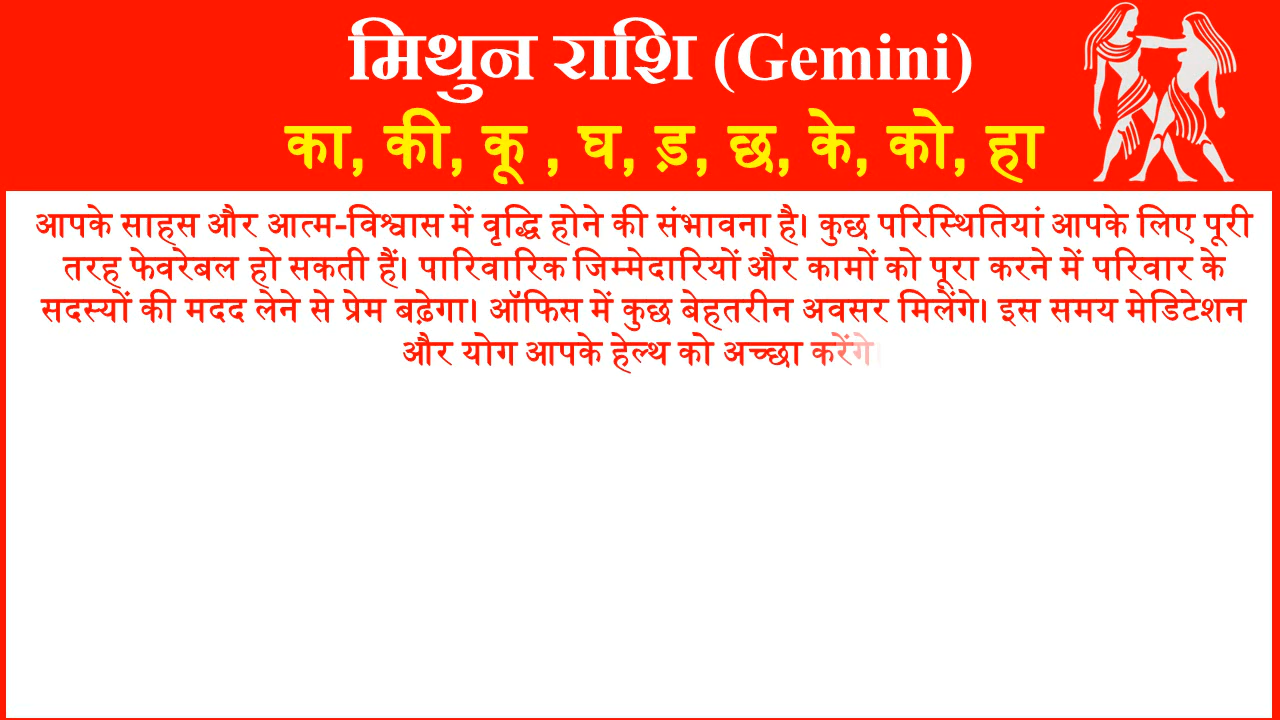 मिथुन राशि (Gemini)
का, की, कू , घ, ड़, छ, के, को, हा
आपके साहस और आत्म-विश्वास में वृद्धि होने की संभावना है। कुछ परिस्थितियां आपके लिए पूरी
तरह फेवरेबल हो सकती हैं। पारिवारिक जिम्मेदारियों और कामों को पूरा करने में परिवार के
सदस्यों की मदद लेने से प्रेम बढ़ेगा। ऑफिस में कुछ बेहतरीन अवसर मिलेंगे। इस समय मेडिटेशन
और योग आपके हेल्थ को अच्छा करेंगे।